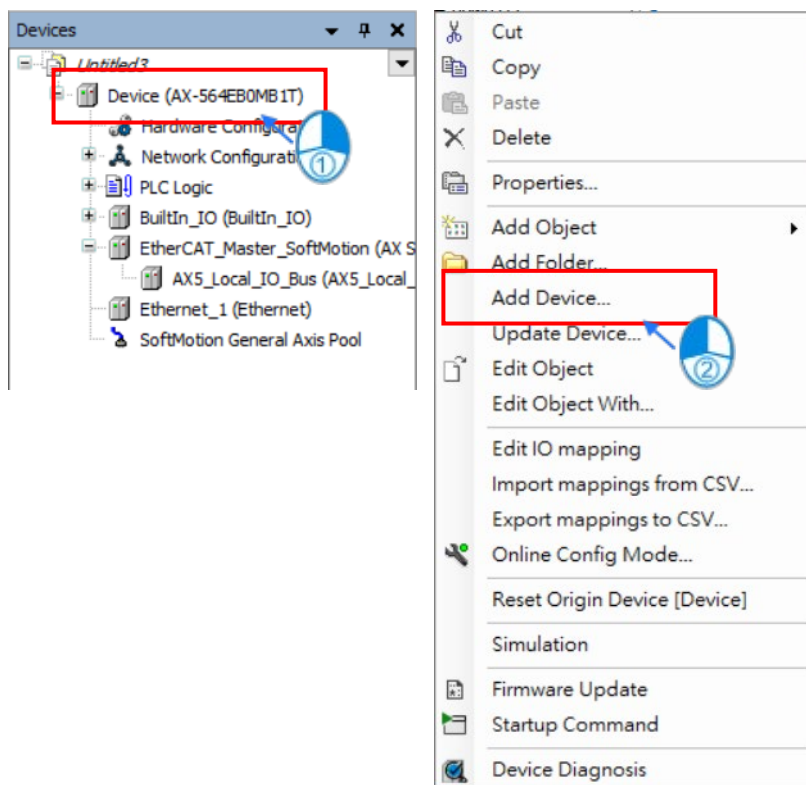 Devices
Untitled3
Device (AX-564EB0MB1T)
Hardware Configura
Network Configurati
①
PLC Logic
BuiltIn_IO (BuiltIn_IO)
EtherCAT_Master_SoftMotion (AX S
AX5_Local_IO_Bus (AX5_Local_
Ethernet_1 (Ethernet)
SoftMotion General Axis Pool
Cut
Copy
Paste
Delete
Properties...
Add Object
Add Folder...
Add Device...
Update Device...
②
Edit Object
Edit Object With...
Edit IO mapping
Import mappings from CSV...
Export mappings to CSV...
Online Config Mode...
Reset Origin Device [Device]
Simulation
Firmware Update
Startup Command
Device Diagnosis